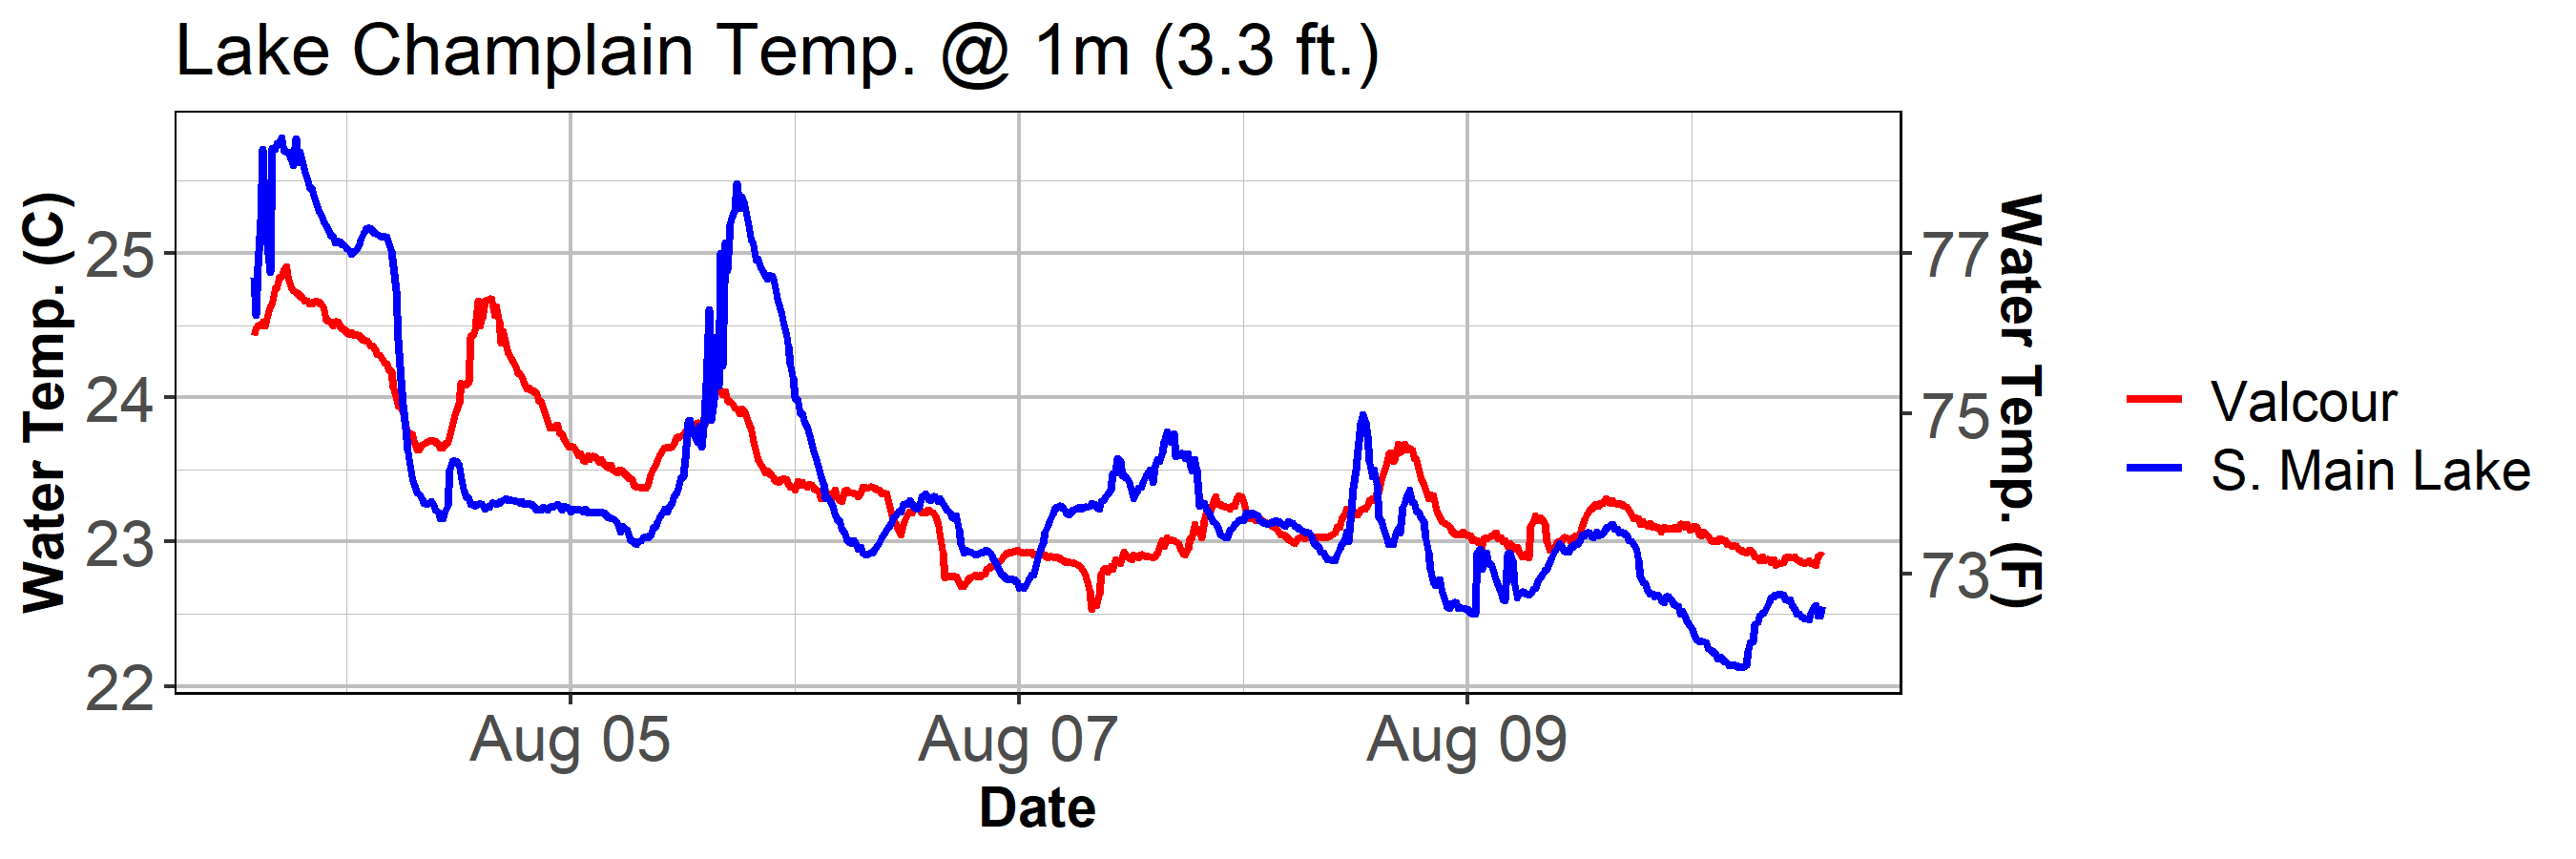 Lake Champlain Temp. @ 1m (3.3 ft.)
Water Temp. (C)
25
24
23
22
77
75
73
Water Temp. (F)
Aug 05
Aug 07
Aug 09
Date
Valcour
S. Main Lake